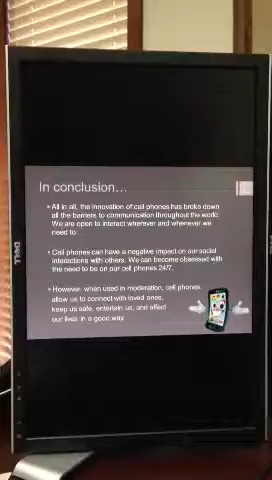 In conclusion...
• All in all, the innovation of cell phones has broke down
all the barriers to communication throughout the world.
We are open to interact wherever and whenever we
need to.
• Cell phones can have a negative impact on our social
interactions with others. We can become obsessed with
the need to be on our cell phones 24/7.
• However, when used in moderation, cell phones
allow us to connect with loved ones,
keep us safe, entertain us, and affect
our lives in a good way.
DELL